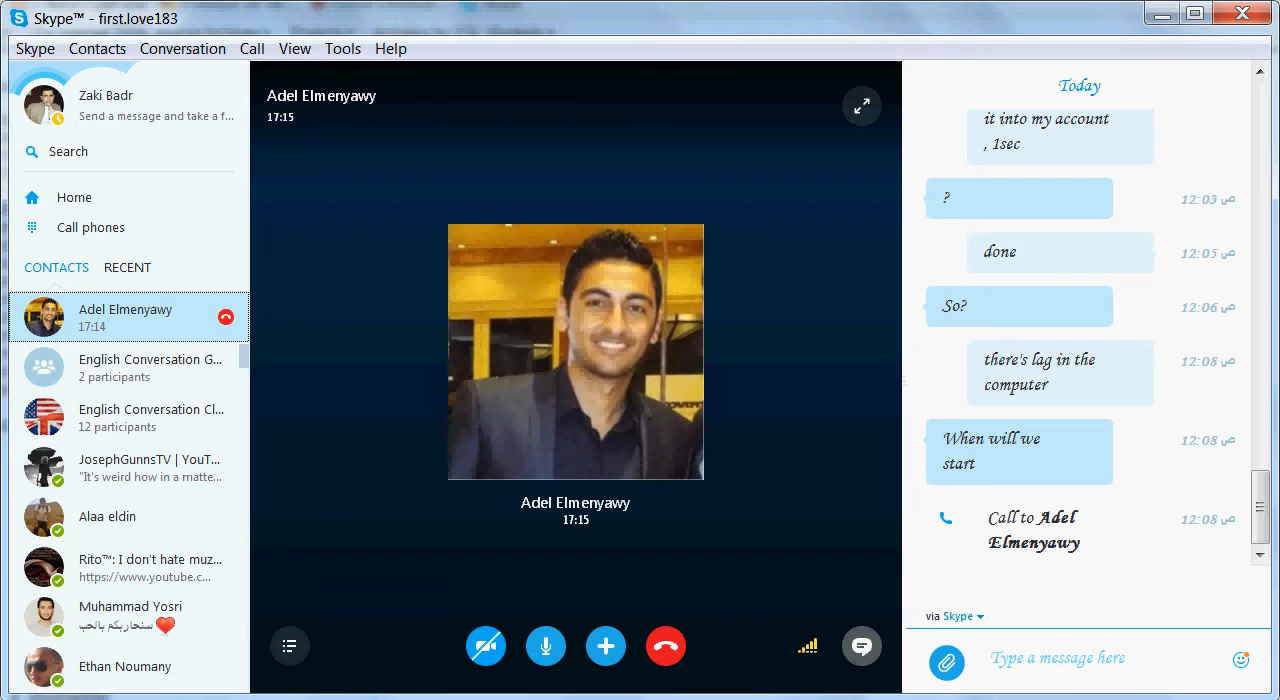 Skype™ - first.love183
Skype Contacts Conversation Call View Tools Help
Zaki Badr
Send a message and take a f...
Search
Home
Call phones
CONTACTS RECENT
Adel Elmenyawy
17:14
English Conversation G...
2 participants
English Conversation Cl...
12 participants
JosephGunnsTV | YouT...
"It's weird how in a matte...
Alaa eldin
Rito™: I don't hate muz...
https://www.youtube.c...
Muhammad Yosri
سنحاربكم بالحب ❤
Ethan Noumany
Adel Elmenyawy
17:15
Adel Elmenyawy
17:15
Today
it into my account
, 1sec
?
12:05 ص
done
12:05 ص
So?
12:06 ص
there's lag in the
computer
12:08 ص
When will we
start
12:08 ص
Call to Adel
Elmenyawy
12:08 ص
via Skype
Type a message here